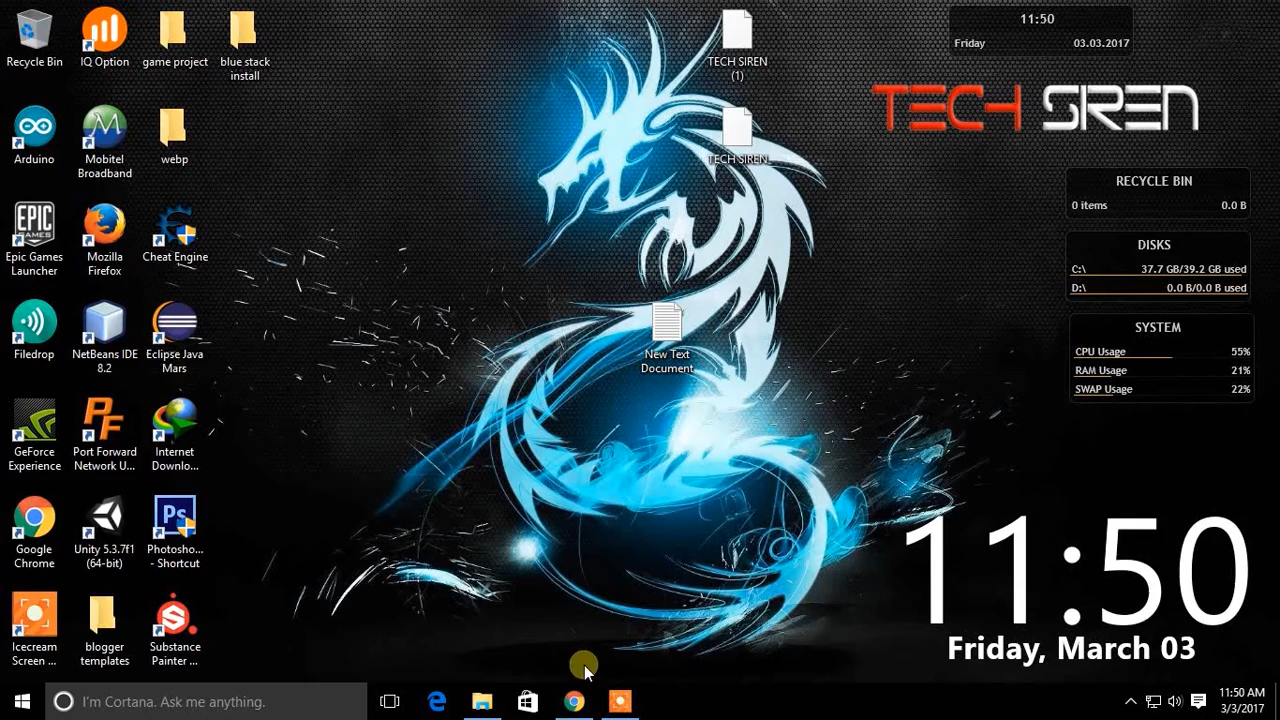 Recycle Bin
IQ Option
game project
blue stack
install
Arduino
Mobitel
Broadband
webp
EPIC
GAMES
Epic Games
Launcher
Mozilla
Firefox
Cheat Engine
Filedrop
NetBeans IDE
8.2
Eclipse Java
Mars
GeForce
Experience
PF
Port Forward
Network U...
Internet
Downlo...
Google
Chrome
Unity 5.3.7f1
(64-bit)
Ps
Photosho...
- Shortcut
Icecream
Screen ...
blogger
templates
Substance
Painter ...
TECH SIREN
(1)
TECH SIREN
New Text
Document
11:50
Friday 03.03.2017
TECH SIREN
RECYCLE BIN
0 items 0.0 B
DISKS
C:\ 37.7 GB/39.2 GB used
D:\ 0.0 B/0.0 B used
SYSTEM
CPU Usage 55%
RAM Usage 21%
SWAP Usage 22%
11:50
Friday, March 03
I'm Cortana. Ask me anything.
11:50 AM
3/3/2017